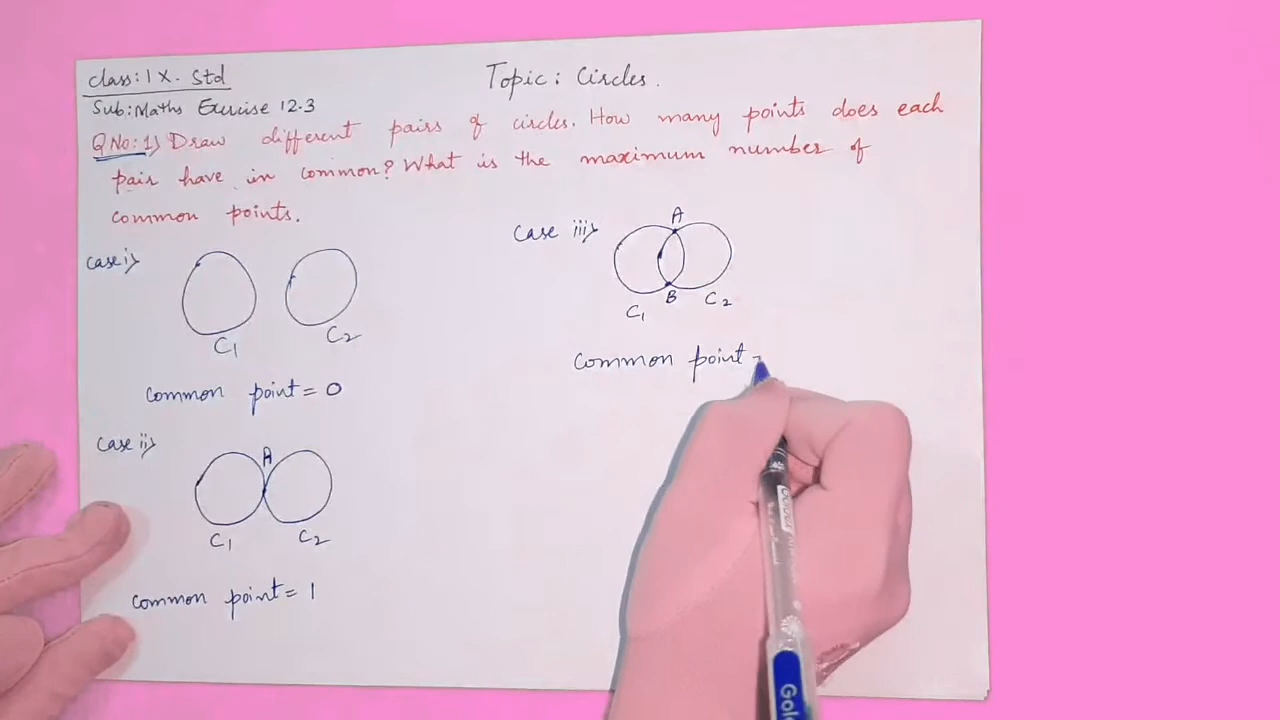 Class: IX. Std
Topic: Circles.
Sub: Maths Exercise 12.3
Q No: 1) Draw different pairs of circles. How many points does each
pair have in common? What is the maximum number of
common points.
Case i)
C1
C2
Common point = 0
Case ii)
A
C1
C2
Common point = 1
Case iii)
A
B
C1
C2
Common point =